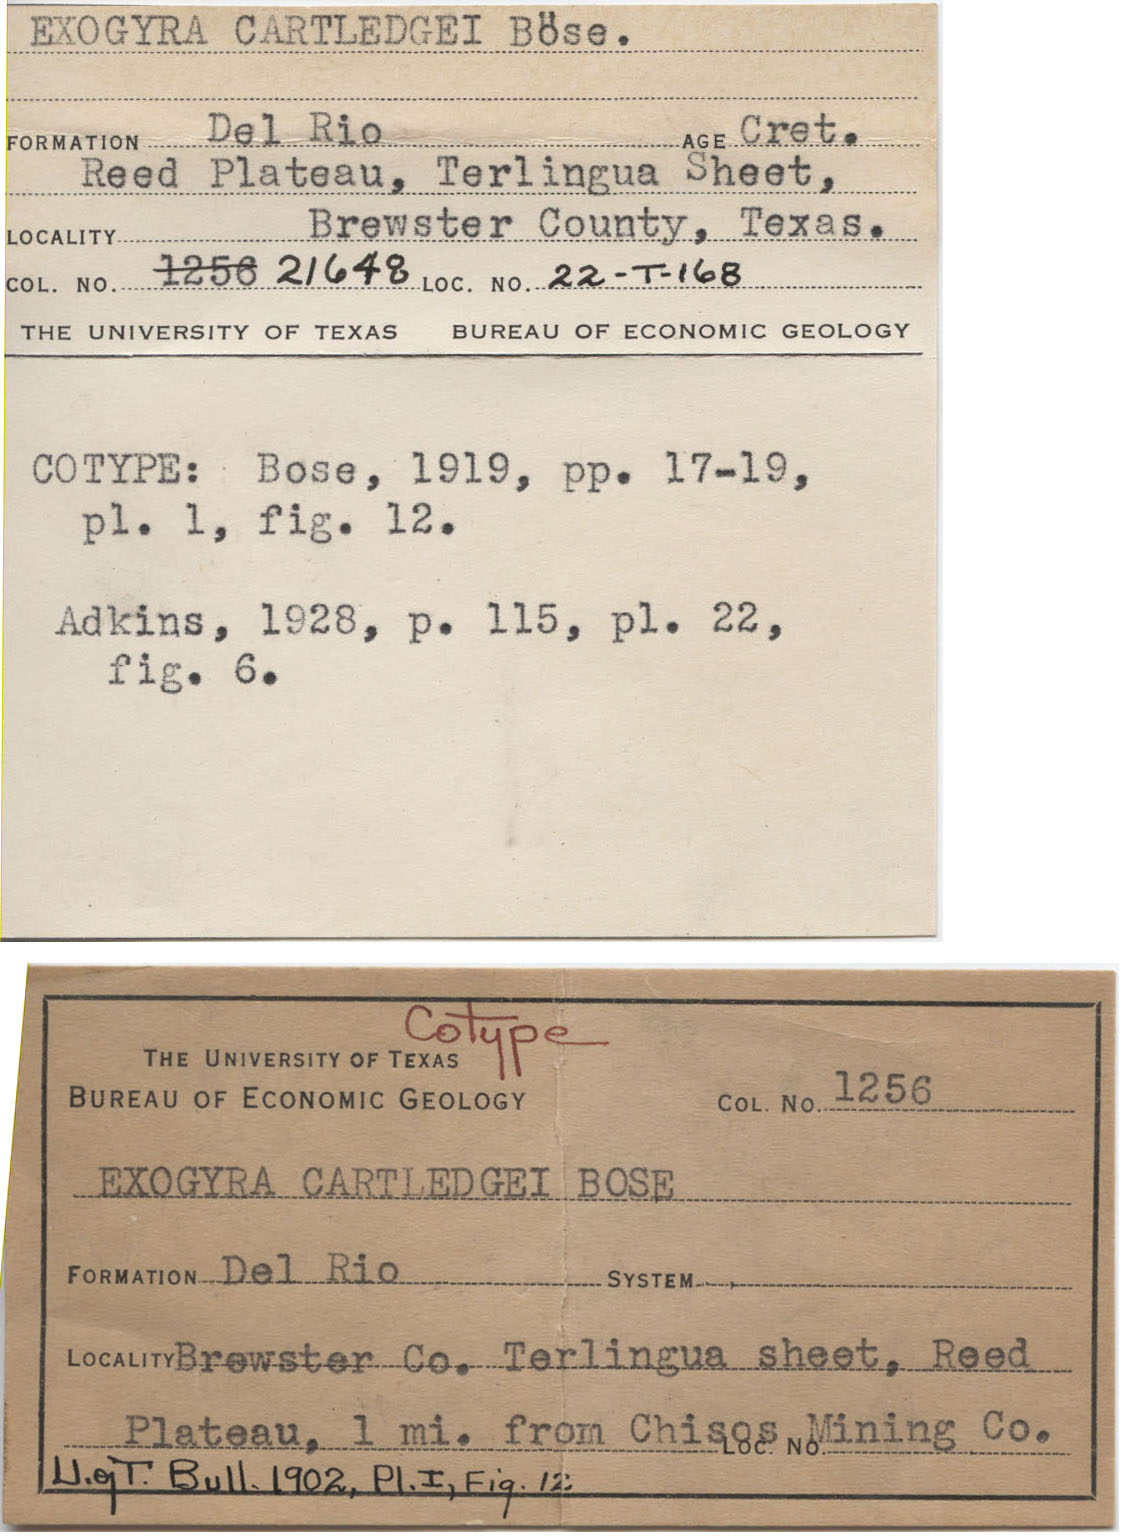 EXOGYRA CARTLEDGEI Böse.
FORMATION Del Rio AGE Cret.
Reed Plateau, Terlingua Sheet,
LOCALITY Brewster County, Texas.
COL. NO. 1256 21648 LOC. NO. 22-T-168
THE UNIVERSITY OF TEXAS BUREAU OF ECONOMIC GEOLOGY
COTYPE: Bose, 1919, pp. 17-19,
pl. 1, fig. 12.
Adkins, 1928, p. 115, pl. 22,
fig. 6.
Cotype
THE UNIVERSITY OF TEXAS
BUREAU OF ECONOMIC GEOLOGY COL. NO. 1256
EXOGYRA CARTLEDGEI BOSE
FORMATION Del Rio SYSTEM
LOCALITY Brewster Co. Terlingua sheet, Reed
Plateau, 1 mi. from Chisos Mining Co.
LOC. NO.
U. of T. Bull. 1902, Pl. I, Fig. 12